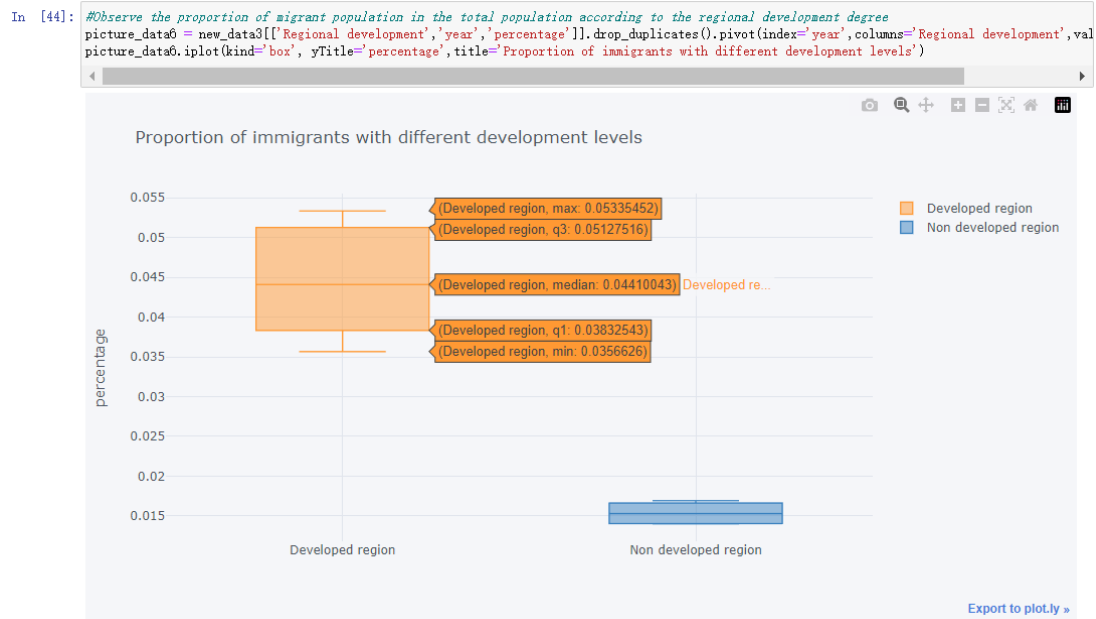 In [44]: #Observe the proportion of migrant population in the total population according to the regional development degree
picture_data6 = new_data3[['Regional development','year','percentage']].drop_duplicates().pivot(index='year',columns='Regional development',val
picture_data6.iplot(kind='box', yTitle='percentage',title='Proportion of immigrants with different development levels')
Proportion of immigrants with different development levels
0.055
0.05
0.045
0.04
0.035
0.03
0.025
0.02
0.015
percentage
(Developed region, max: 0.05335452)
(Developed region, q3: 0.05127516)
(Developed region, median: 0.04410043) Developed re...
(Developed region, q1: 0.03832543)
(Developed region, min: 0.0356626)
Developed region
Non developed region
Developed region
Non developed region
Export to plot.ly »